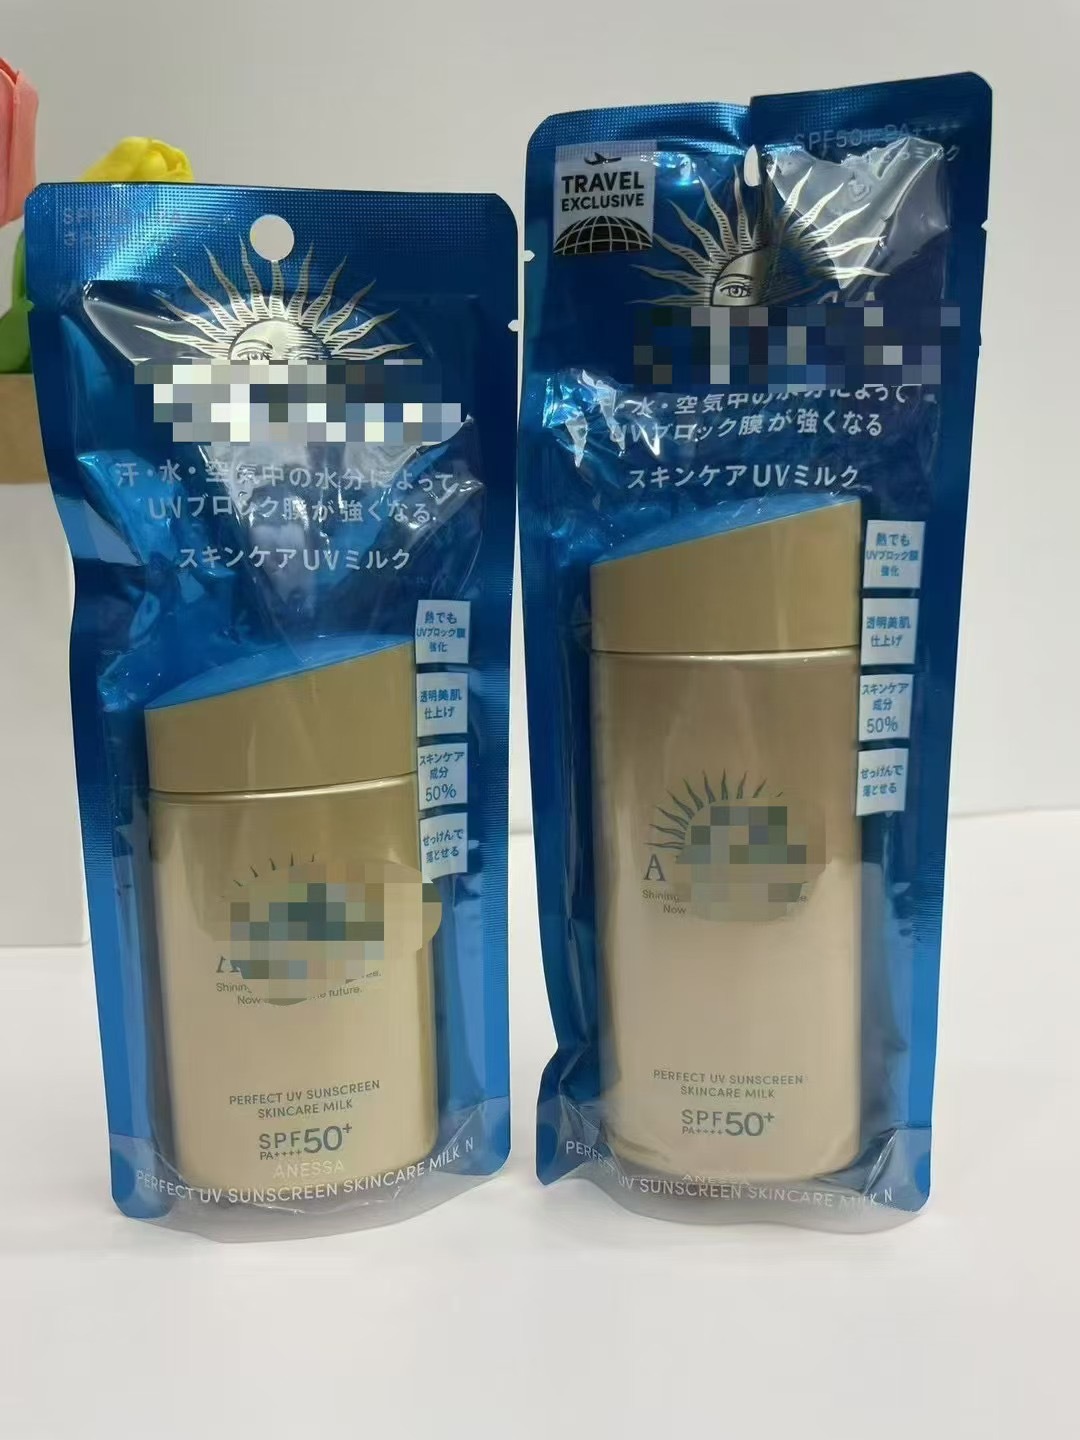 汗・水・空気中の水分によって
UVブロック膜が強くなる.
スキンケアUVミルク
熱でも
UVブロック膜
強化
透明美肌
仕上げ
スキンケア
成分
50%
せっけんで
落とせる
Now
future.
PERFECT UV SUNSCREEN
SKINCARE MILK
SPF50+
PA++++
ANESSA
PERFECT UV SUNSCREEN SKINCARE MILK N
TRAVEL
EXCLUSIVE
SPF50+ PA++++
水・空気中の水分によって
UVブロック膜が強くなる
スキンケアUVミルク
熱でも
UVブロック膜
強化
透明美肌
仕上げ
スキンケア
成分
50%
せっけんで
落とせる
A
Shining
Now
PERFECT UV SUNSCREEN
SKINCARE MILK
SPF50+
PA++++
ANESSA
PERFECT UV SUNSCREEN SKINCARE MILK N